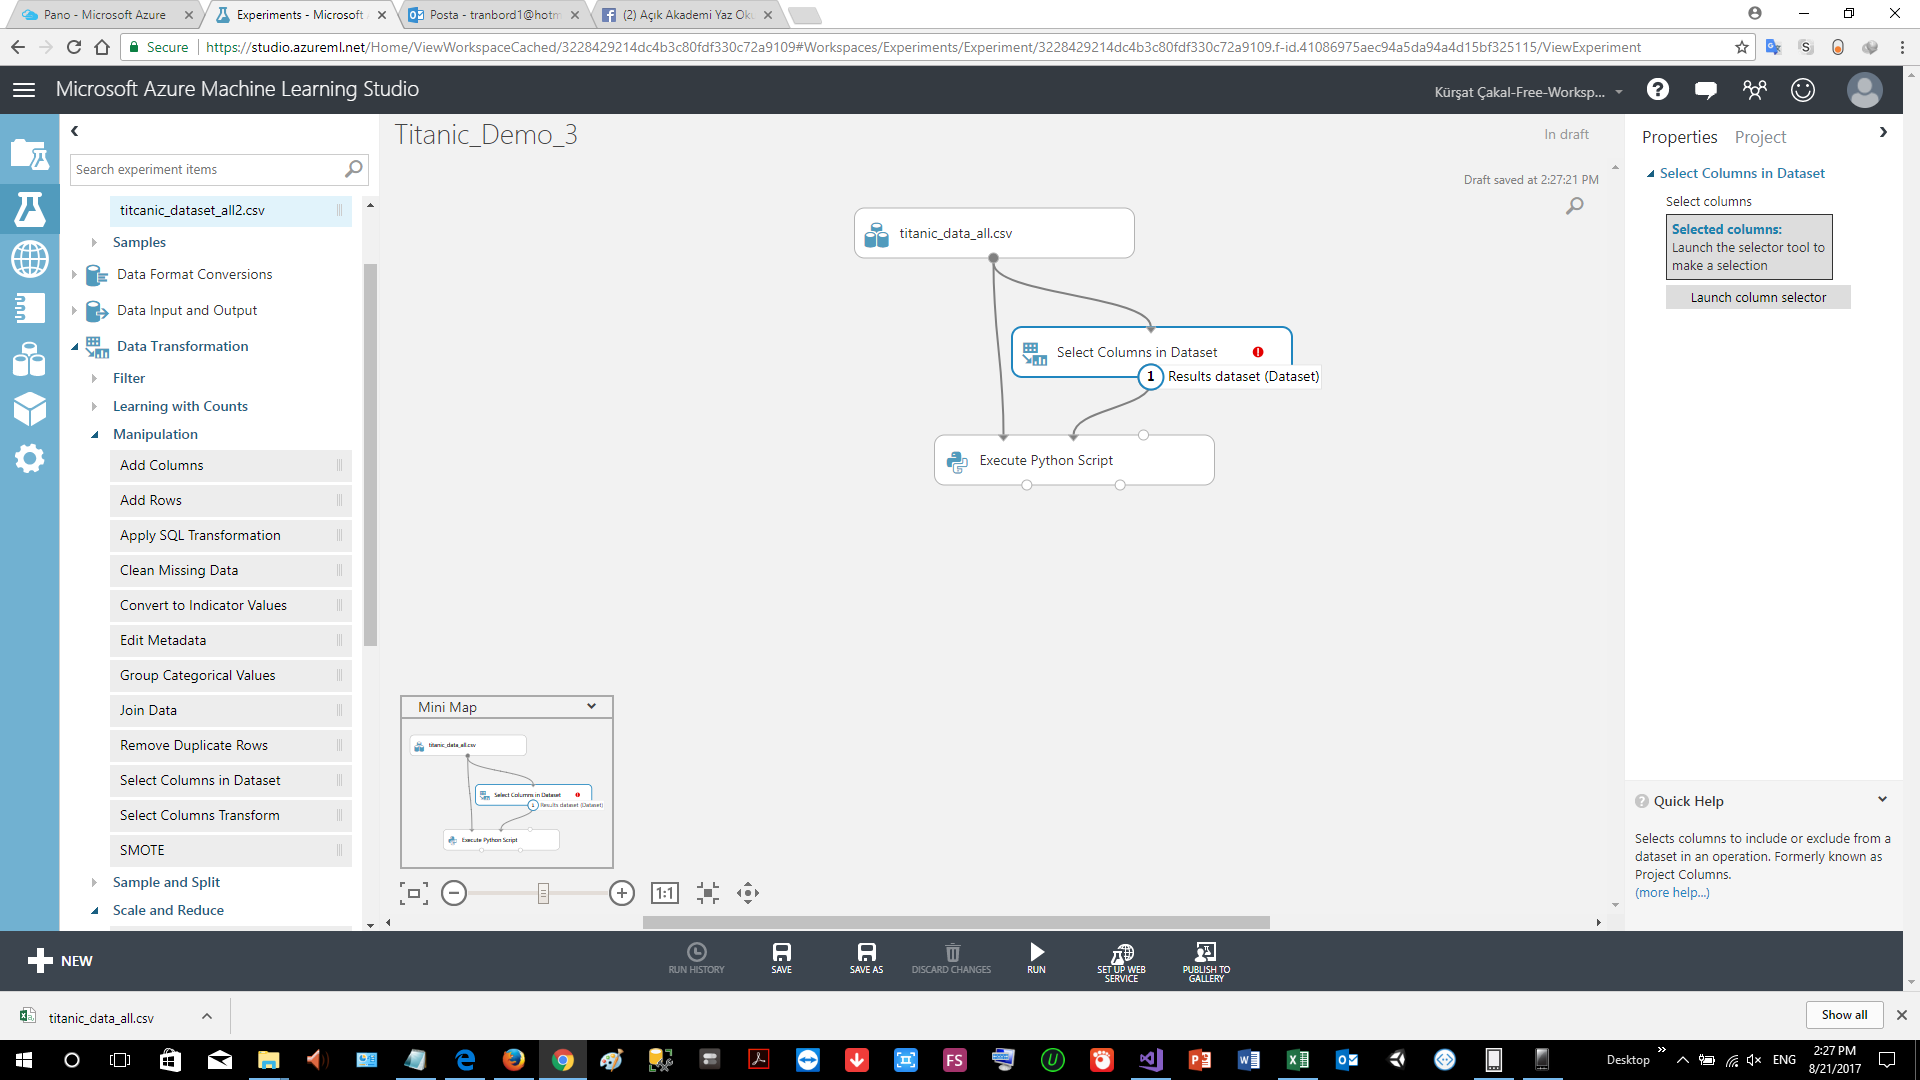 Pano - Microsoft Azure
Experiments - Microsoft
Posta - tranbord1@hotm
(2) Açık Akademi Yaz Ok
Secure
https://studio.azureml.net/Home/ViewWorkspaceCached/3228429214dc4b3c80fdf330c72a9109#Workspaces/Experiments/Experiment/3228429214dc4b3c80fdf330c72a9109.f-id.41086975aec94a5da94a4d15bf325115/ViewExperiment
Microsoft Azure Machine Learning Studio
Kürşat Çakal-Free-Worksp...
Search experiment items
titcanic_dataset_all2.csv
Samples
Data Format Conversions
Data Input and Output
Data Transformation
Filter
Learning with Counts
Manipulation
Add Columns
Add Rows
Apply SQL Transformation
Clean Missing Data
Convert to Indicator Values
Edit Metadata
Group Categorical Values
Join Data
Remove Duplicate Rows
Select Columns in Dataset
Select Columns Transform
SMOTE
Sample and Split
Scale and Reduce
Titanic_Demo_3
In draft
Draft saved at 2:27:21 PM
titanic_data_all.csv
Select Columns in Dataset
1
Results dataset (Dataset)
Execute Python Script
Mini Map
titanic_data_all.csv
Select Columns in Dataset
1
Results dataset (Dataset)
Execute Python Script
1:1
Properties
Project
Select Columns in Dataset
Select columns
Selected columns:
Launch the selector tool to
make a selection
Launch column selector
Quick Help
Selects columns to include or exclude from a
dataset in an operation. Formerly known as
Project Columns.
(more help...)
NEW
RUN HISTORY
SAVE
SAVE AS
DISCARD CHANGES
RUN
SET UP WEB
SERVICE
PUBLISH TO
GALLERY
titanic_data_all.csv
Show all
FS
Desktop
ENG
2:27 PM
8/21/2017